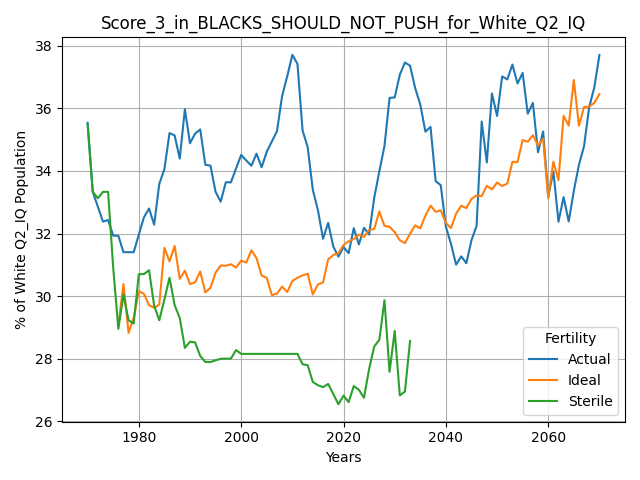 Score_3_in_BLACKS_SHOULD_NOT_PUSH_for_White_Q2_IQ
% of White Q2_IQ Population
38
36
34
32
30
28
26
1980
2000
2020
2040
2060
Years
Fertility
Actual
Ideal
Sterile